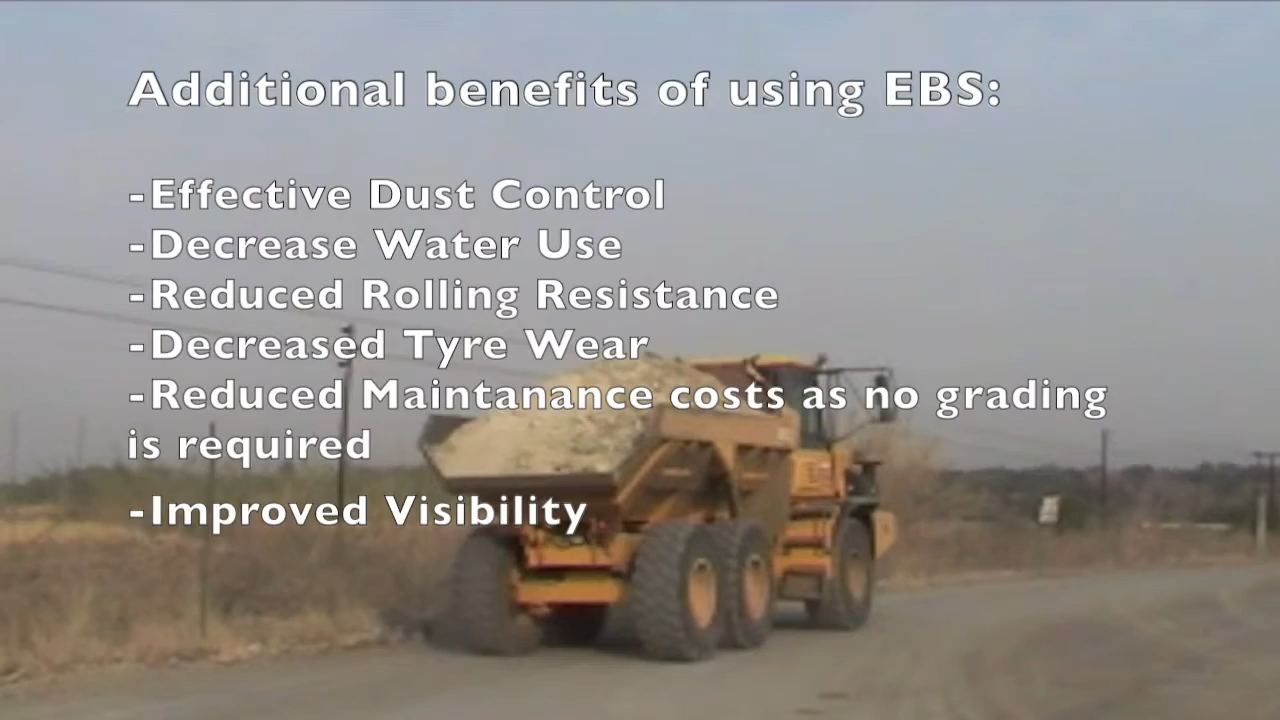 Additional benefits of using EBS:
-Effective Dust Control
-Decrease Water Use
-Reduced Rolling Resistance
-Decreased Tyre Wear
-Reduced Maintanance costs as no grading
is required
-Improved Visibility